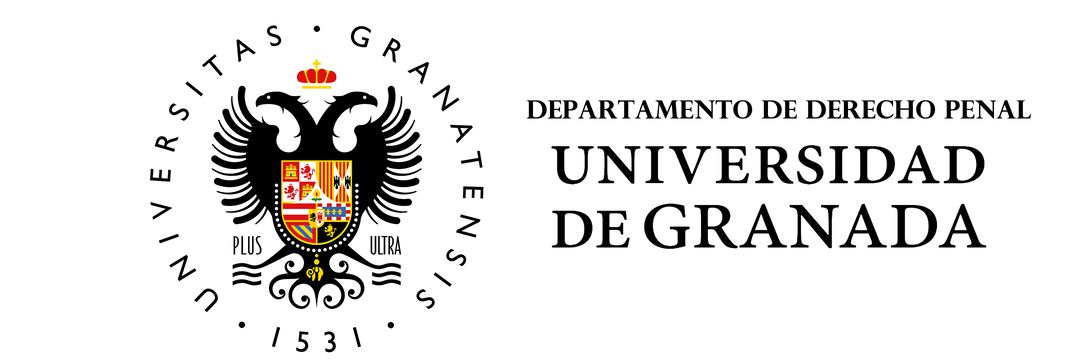 UNIVERSITAS · GRANATENSIS
· 1531 ·
PLUS ULTRA
DEPARTAMENTO DE DERECHO PENAL
UNIVERSIDAD
DE GRANADA